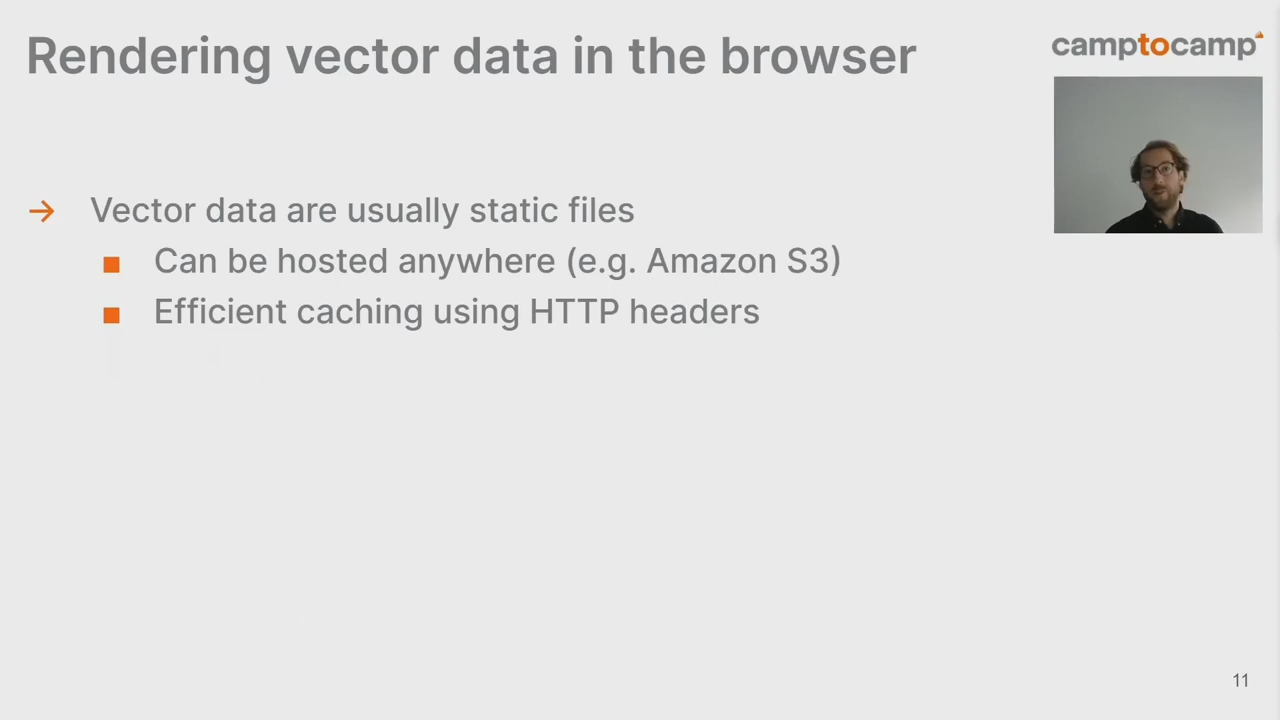 Rendering vector data in the browser
camptocamp
→ Vector data are usually static files
■ Can be hosted anywhere (e.g. Amazon S3)
■ Efficient caching using HTTP headers
11